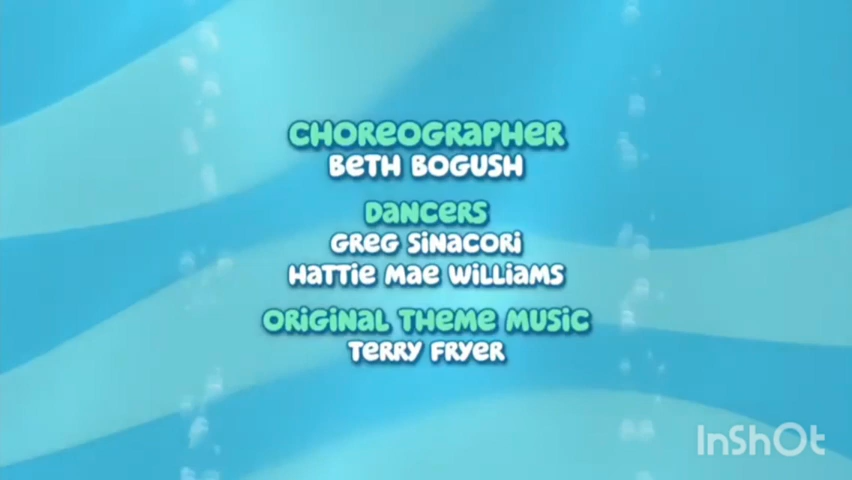 CHOREOGRAPHER
BETH BOGUSH
DANCERS
GREG SINACORI
HATTIE MAE WILLIAMS
ORIGINAL THEME MUSIC
TERRY FRYER
InShOt